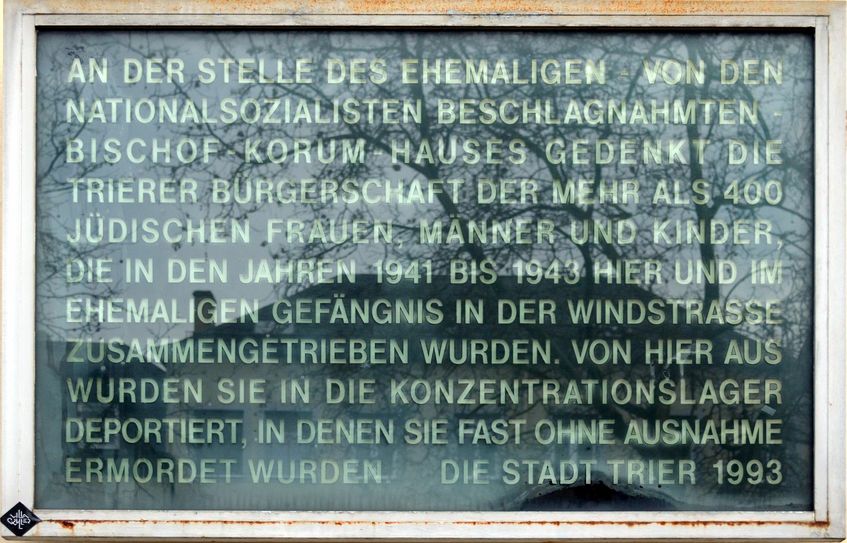 AN DER STELLE DES EHEMALIGEN - VON DEN
NATIONALSOZIALISTEN BESCHLAGNAHMTEN -
BISCHOF-KORUM-HAUSES GEDENKT DIE
TRIERER BÜRGERSCHAFT DER MEHR ALS 400
JÜDISCHEN FRAUEN, MÄNNER UND KINDER,
DIE IN DEN JAHREN 1941 BIS 1943 HIER UND IM
EHEMALIGEN GEFÄNGNIS IN DER WINDSTRASSE
ZUSAMMENGETRIEBEN WURDEN. VON HIER AUS
WURDEN SIE IN DIE KONZENTRATIONSLAGER
DEPORTIERT, IN DENEN SIE FAST OHNE AUSNAHME
ERMORDET WURDEN DIE STADT TRIER 1993